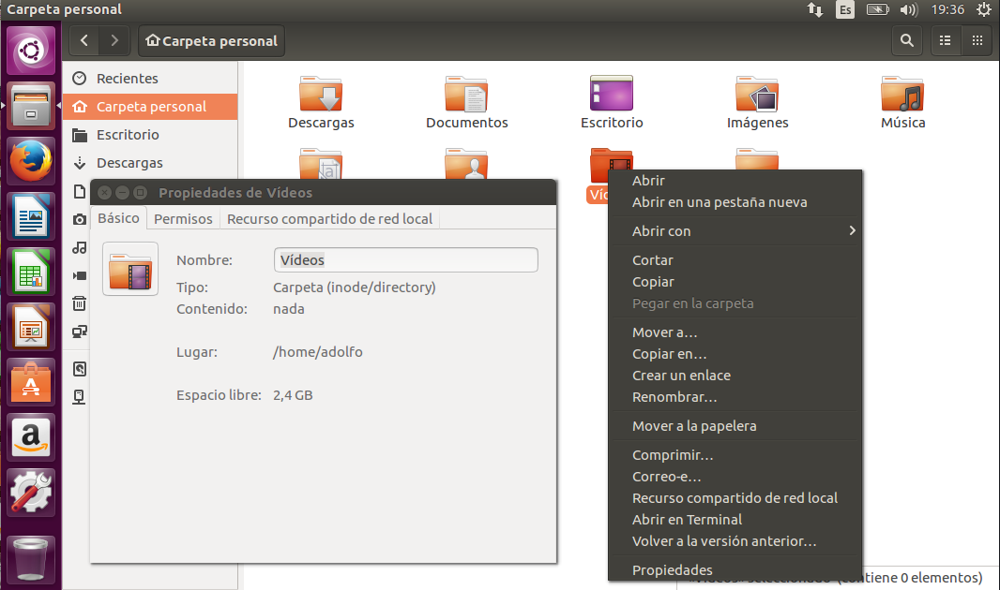 Carpeta personal
Es
19:36
Carpeta personal
Recientes
Carpeta personal
Escritorio
Descargas
Descargas
Documentos
Escritorio
Imágenes
Música
Propiedades de Vídeos
Básico
Permisos
Recurso compartido de red local
Nombre:
Vídeos
Tipo:
Carpeta (inode/directory)
Contenido:
nada
Lugar:
/home/adolfo
Espacio libre:
2,4 GB
Abrir
Abrir en una pestaña nueva
Abrir con
Cortar
Copiar
Pegar en la carpeta
Mover a…
Copiar en…
Crear un enlace
Renombrar…
Mover a la papelera
Comprimir…
Correo-e…
Recurso compartido de red local
Abrir en Terminal
Volver a la versión anterior…
Propiedades
(contiene 0 elementos)